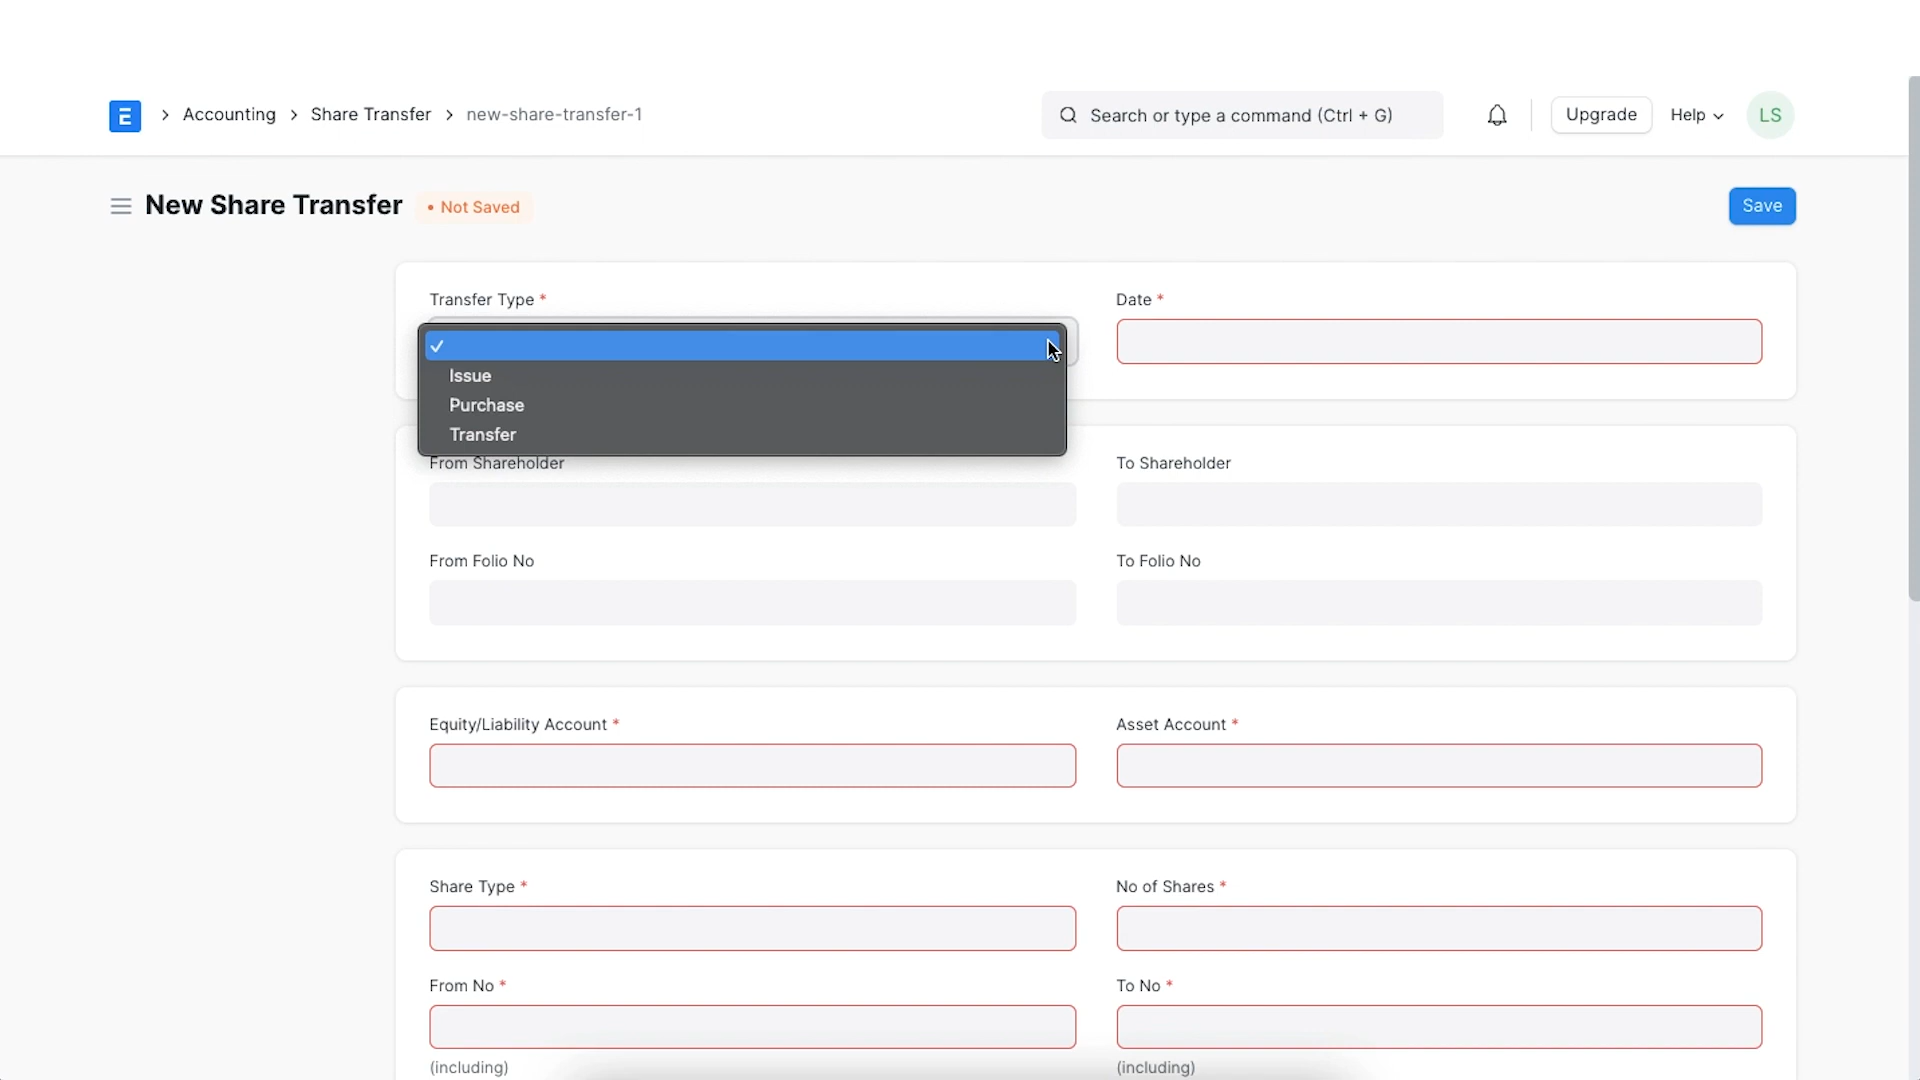 E > Accounting > Share Transfer > new-share-transfer-1
Search or type a command (Ctrl + G)
Upgrade
Help
LS
New Share Transfer
• Not Saved
Save
Transfer Type *
Date *
✓
Issue
Purchase
Transfer
From Shareholder
To Shareholder
From Folio No
To Folio No
Equity/Liability Account *
Asset Account *
Share Type *
No of Shares *
From No *
To No *
(including)
(including)